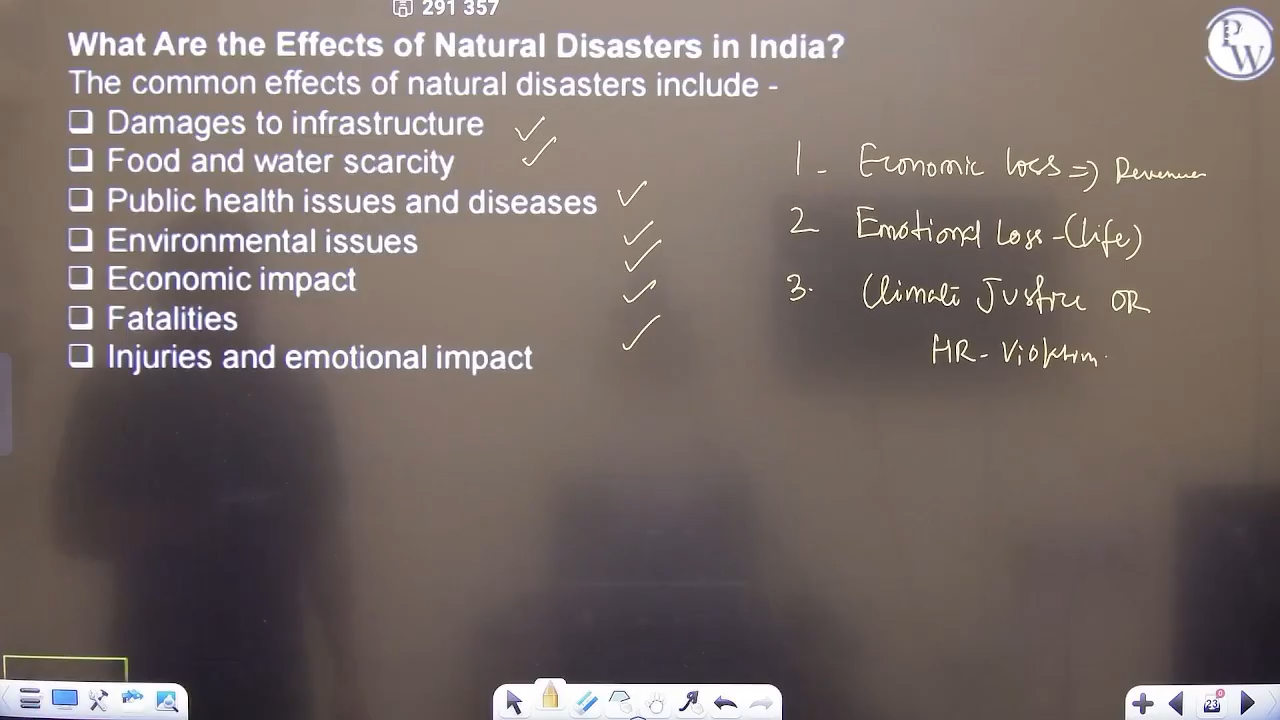 291 357
PW
What Are the Effects of Natural Disasters in India?
The common effects of natural disasters include -
❑ Damages to infrastructure
❑ Food and water scarcity
❑ Public health issues and diseases
❑ Environmental issues
❑ Economic impact
❑ Fatalities
❑ Injuries and emotional impact
1 - Economic loss => Revenue
2 Emotional Loss - (life)
3. Climate Justice OR
HR - Violation.
23